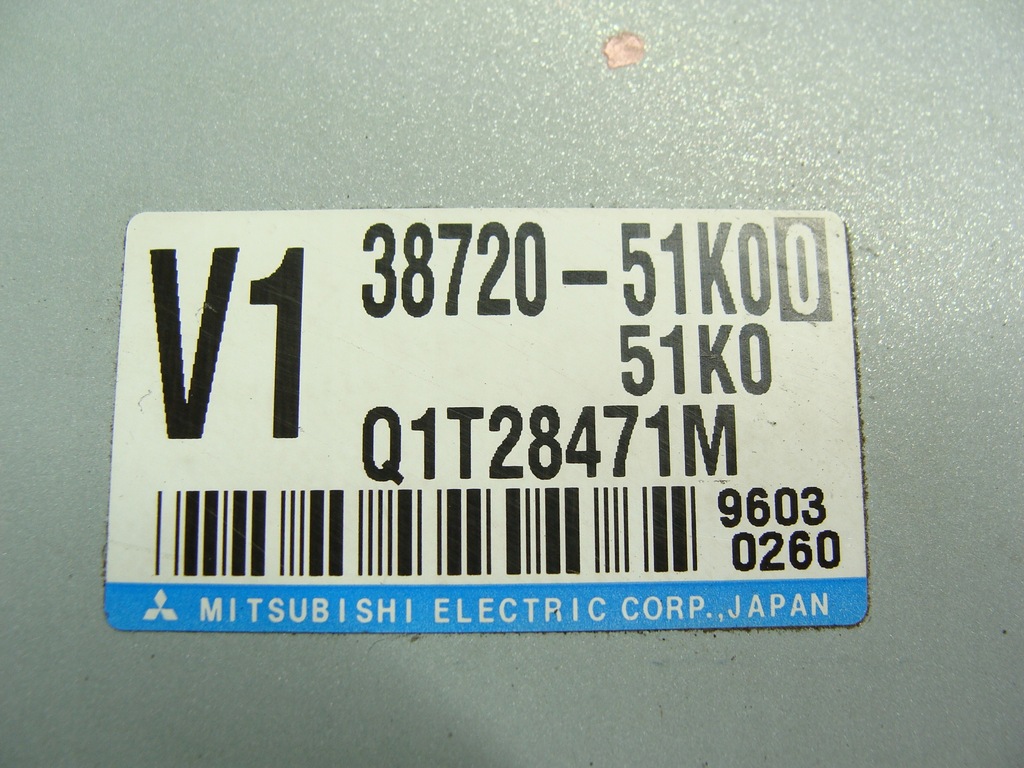 V1
38720-51K00
51K0
Q1T28471M
9603
0260
MITSUBISHI ELECTRIC CORP.,JAPAN